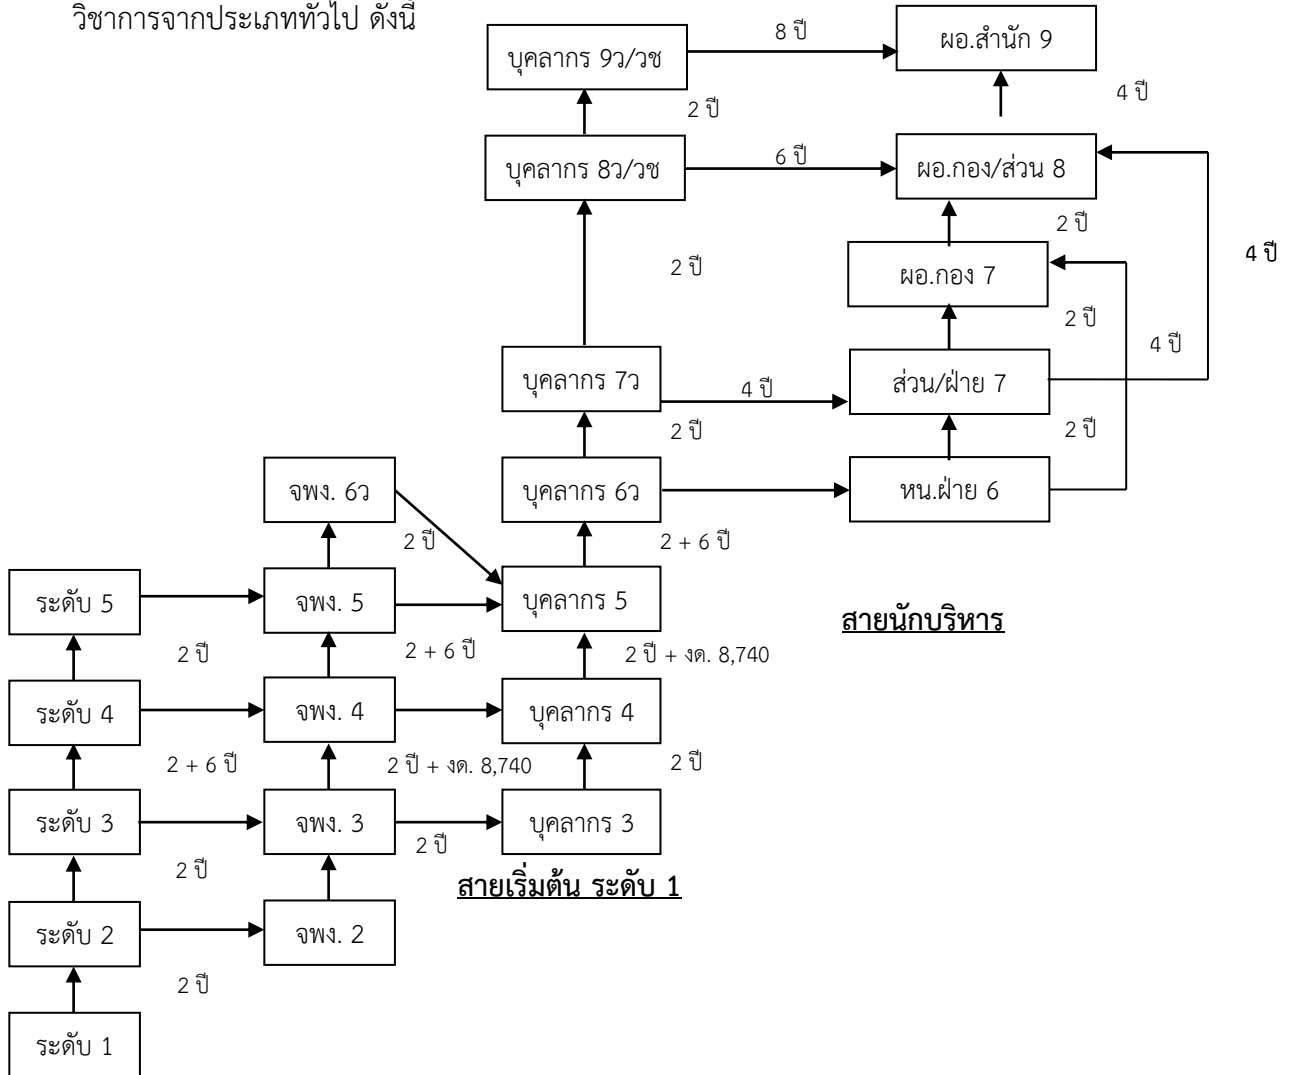 วิชาการจากประเภททั่วไป ดังนี้
8 ปี
ผอ.สำนัก 9
บุคลากร 9ว/วช
4 ปี
2 ปี
6 ปี
บุคลากร 8ว/วช
ผอ.กอง/ส่วน 8
2 ปี
4 ปี
2 ปี
ผอ.กอง 7
2 ปี
4 ปี
บุคลากร 7ว
4 ปี
ส่วน/ฝ่าย 7
2 ปี
2 ปี
จพง. 6ว
บุคลากร 6ว
หน.ฝ่าย 6
2 ปี
2 + 6 ปี
ระดับ 5
จพง. 5
บุคลากร 5
สายนักบริหาร
2 ปี
2 + 6 ปี
2 ปี + งด. 8,740
ระดับ 4
จพง. 4
บุคลากร 4
2 + 6 ปี
2 ปี + งด. 8,740
2 ปี
ระดับ 3
จพง. 3
บุคลากร 3
2 ปี
2 ปี
สายเริ่มต้น ระดับ 1
ระดับ 2
จพง. 2
2 ปี
ระดับ 1